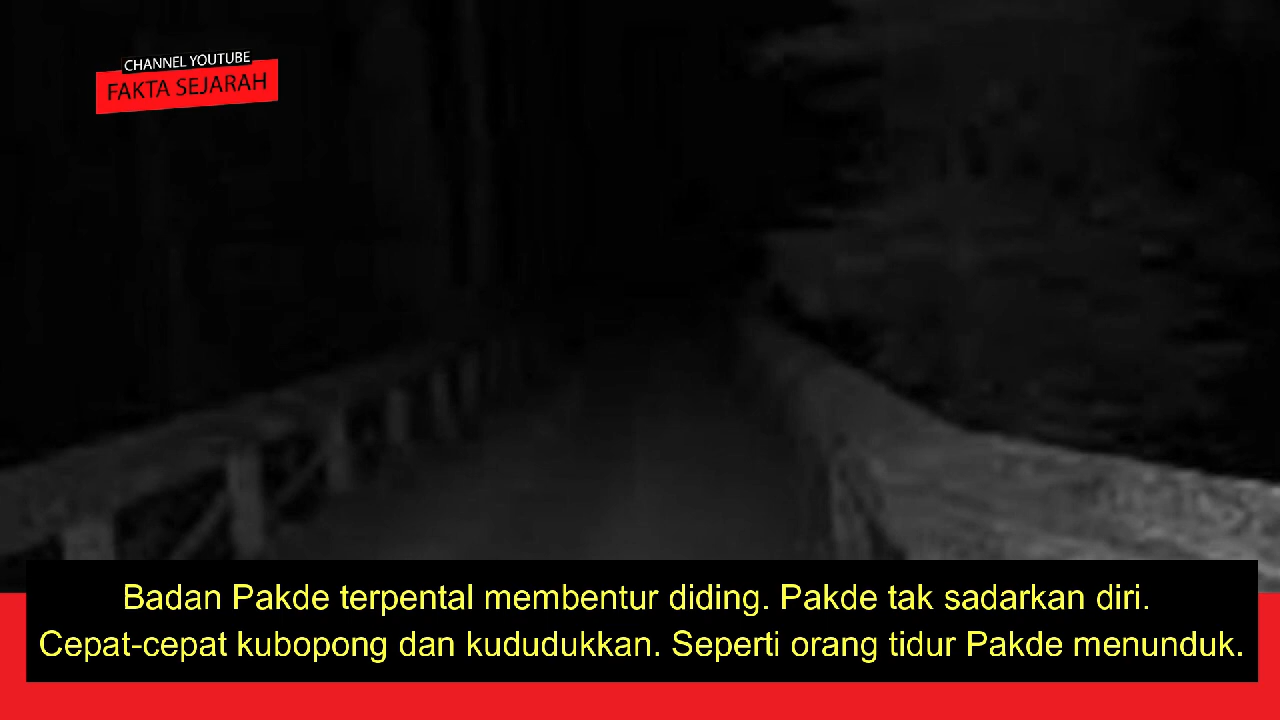 CHANNEL YOUTUBE
FAKTA SEJARAH
Badan Pakde terpental membentur diding. Pakde tak sadarkan diri.
Cepat-cepat kubopong dan kududukkan. Seperti orang tidur Pakde menunduk.